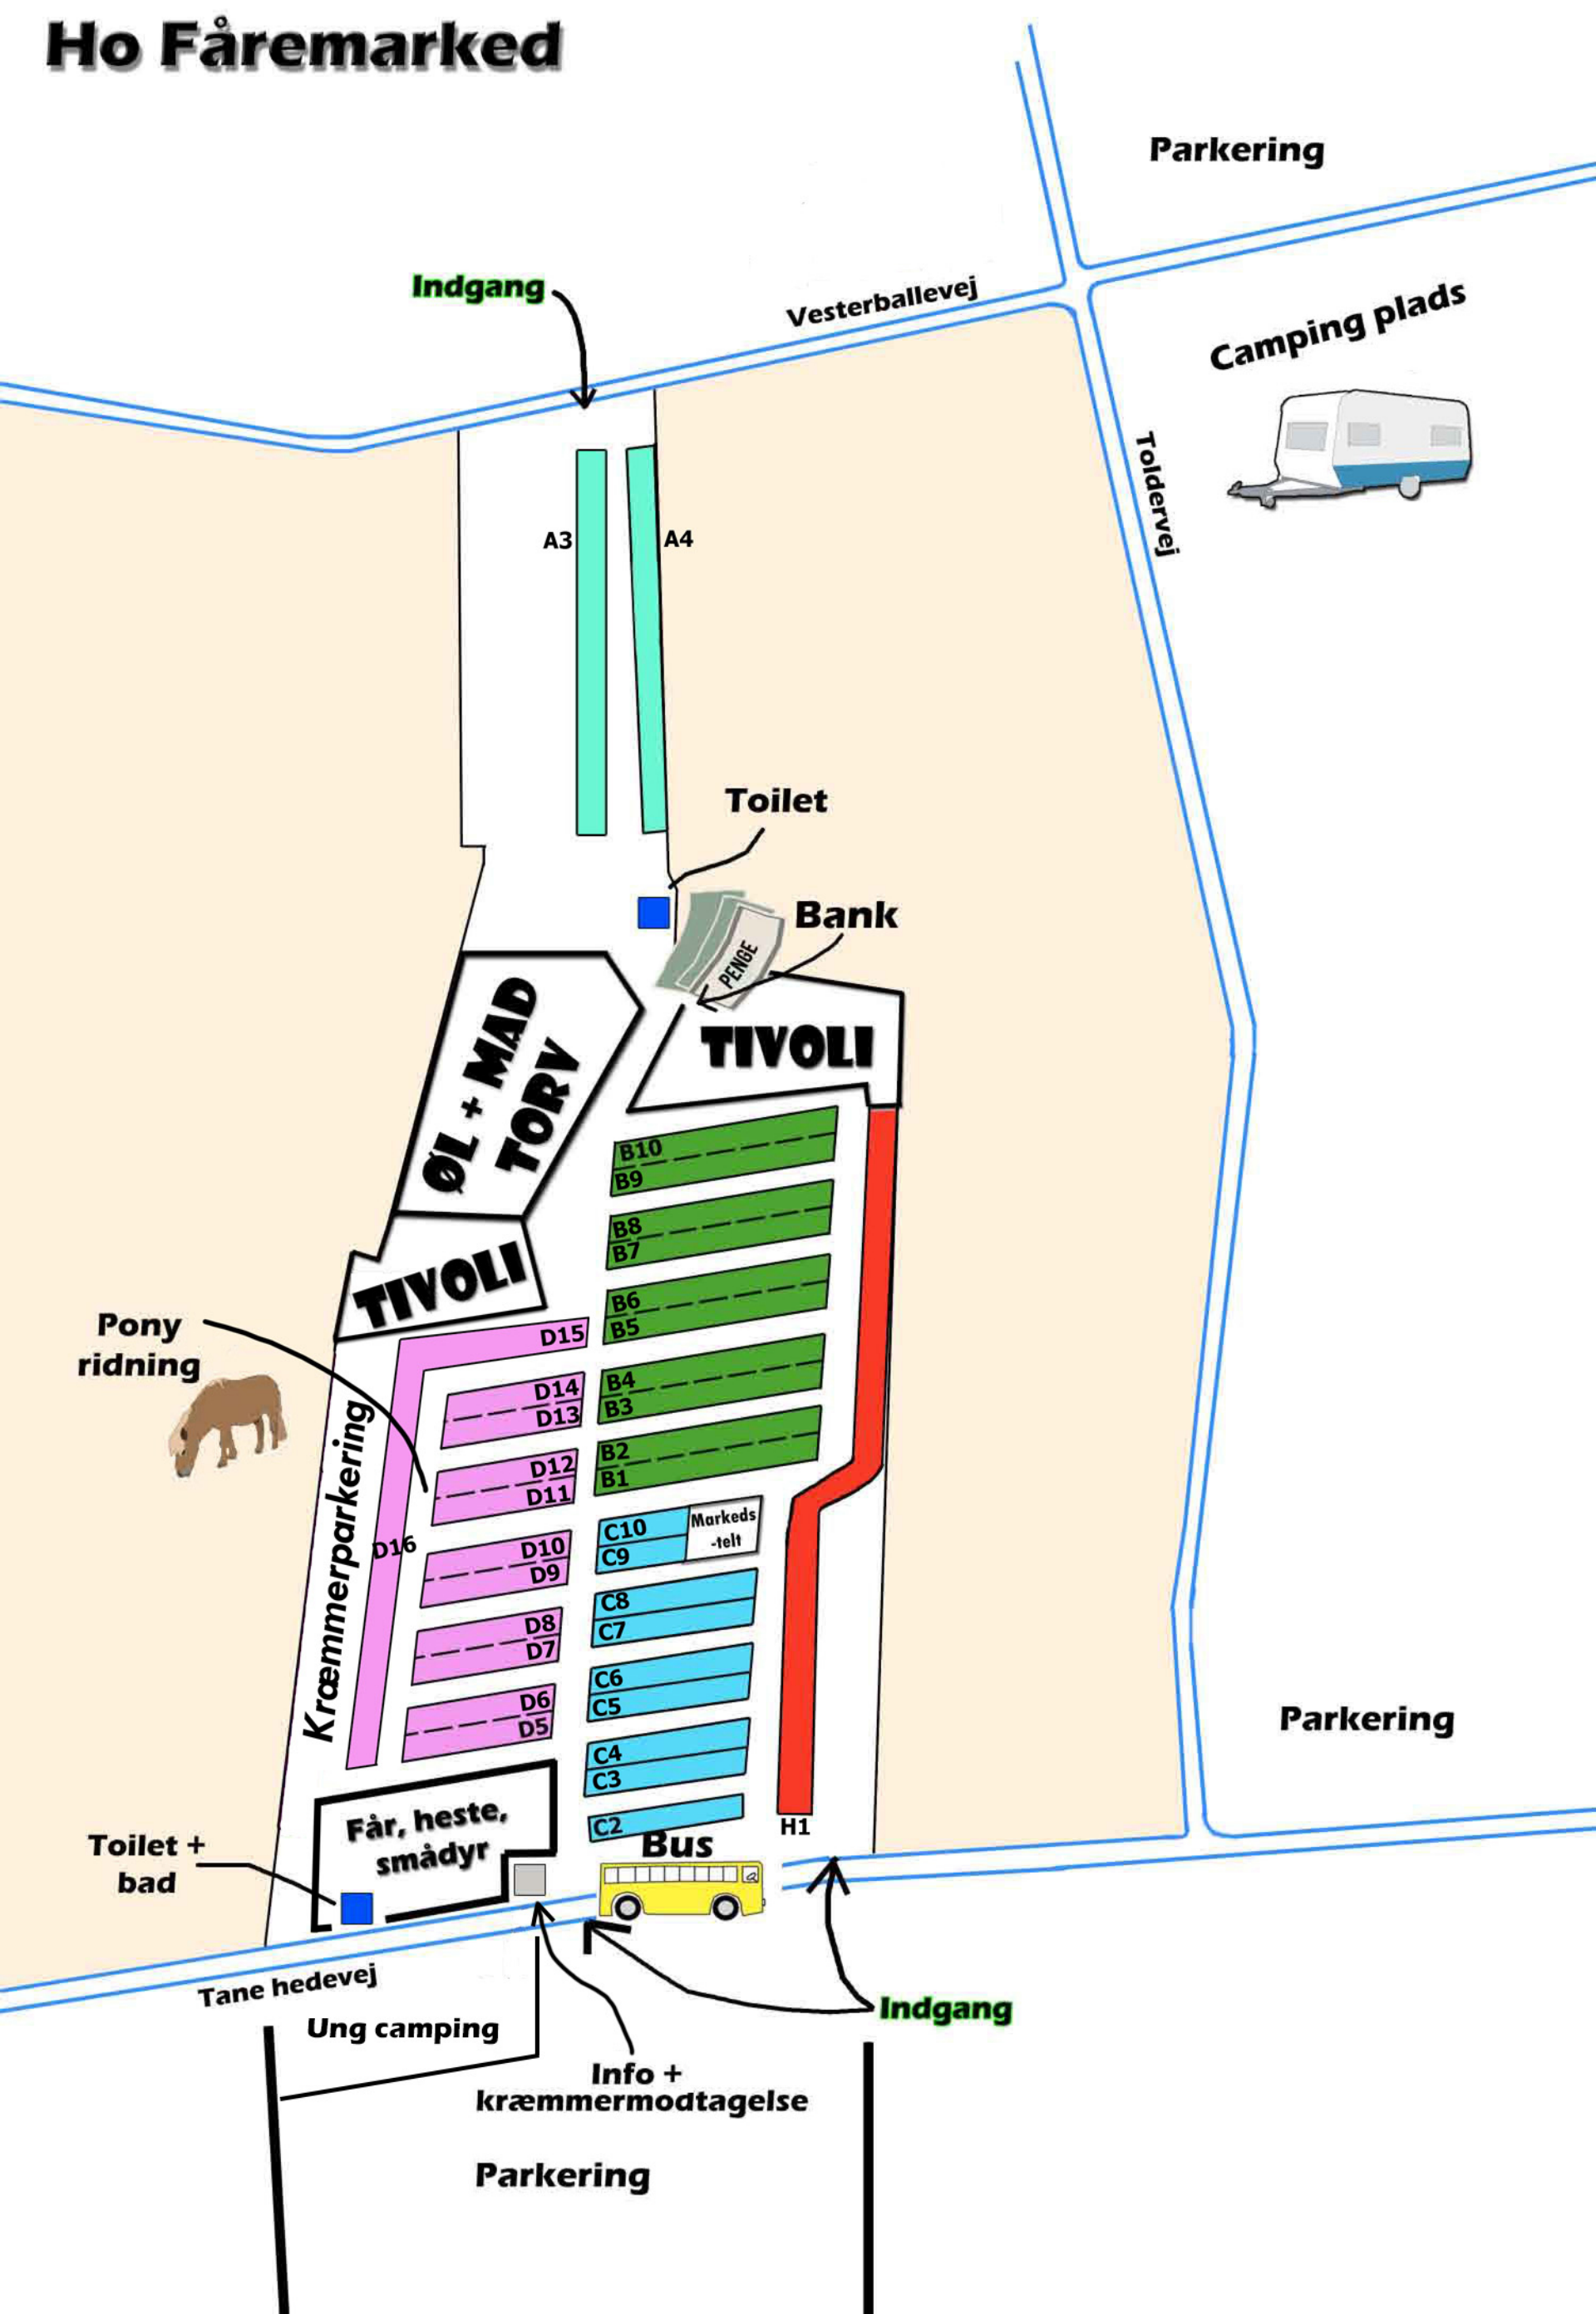 Ho Fåremarked
Parkering
Indgang
Vesterballevej
Camping plads
Toldervej
A3
A4
Toilet
Bank
PENGE
ØL + MAD
TORV
TIVOLI
B10
B9
B8
B7
B6
B5
B4
B3
B2
B1
TIVOLI
Pony
ridning
Kræmmerparkering
D15
D14
D13
D12
D11
D16
D10
D9
D8
D7
D6
D5
C10
C9
Markeds
-telt
C8
C7
C6
C5
C4
C3
C2
H1
Parkering
Får, heste,
smådyr
Toilet +
bad
Bus
Tane hedevej
Indgang
Ung camping
Info +
kræmmermodtagelse
Parkering